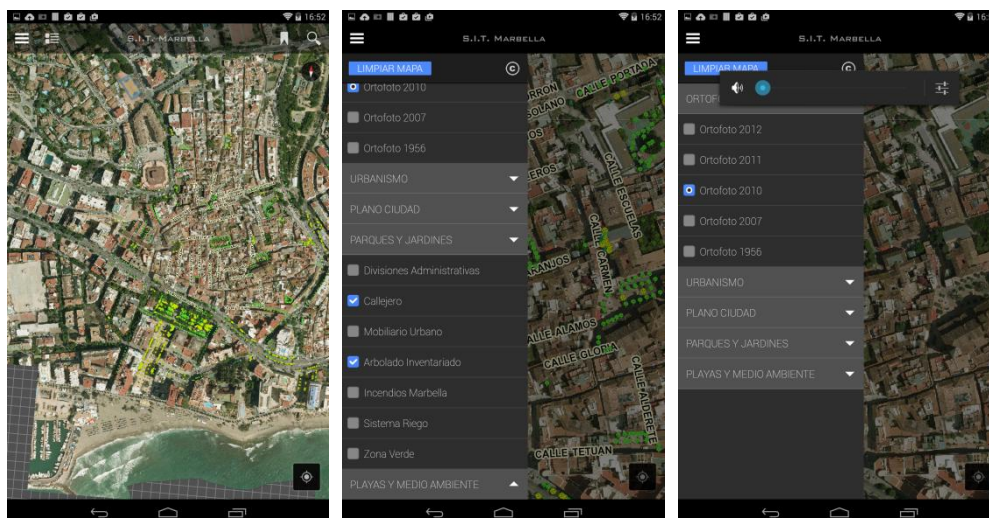 16:52
S.I.T. MARBELLA
16:52
S.I.T. MARBELLA
LIMPIAR MAPA
Ortofoto 2010
Ortofoto 2007
Ortofoto 1956
URBANISMO
PLANO CIUDAD
PARQUES Y JARDINES
Divisiones Administrativas
Callejero
Mobiliario Urbano
Arbolado Inventariado
Incendios Marbella
Sistema Riego
Zona Verde
PLAYAS Y MEDIO AMBIENTE
CALLE PORTADA
CALLE ESCUELAS
CALLE CARMEN
CALLE ALAMOS
CALLE GLORIA
CALLE ALDERETE
CALLE TETUAN
16:52
S.I.T. MARBELLA
LIMPIAR MAPA
ORTOF
Ortofoto 2012
Ortofoto 2011
Ortofoto 2010
Ortofoto 2007
Ortofoto 1956
URBANISMO
PLANO CIUDAD
PARQUES Y JARDINES
PLAYAS Y MEDIO AMBIENTE